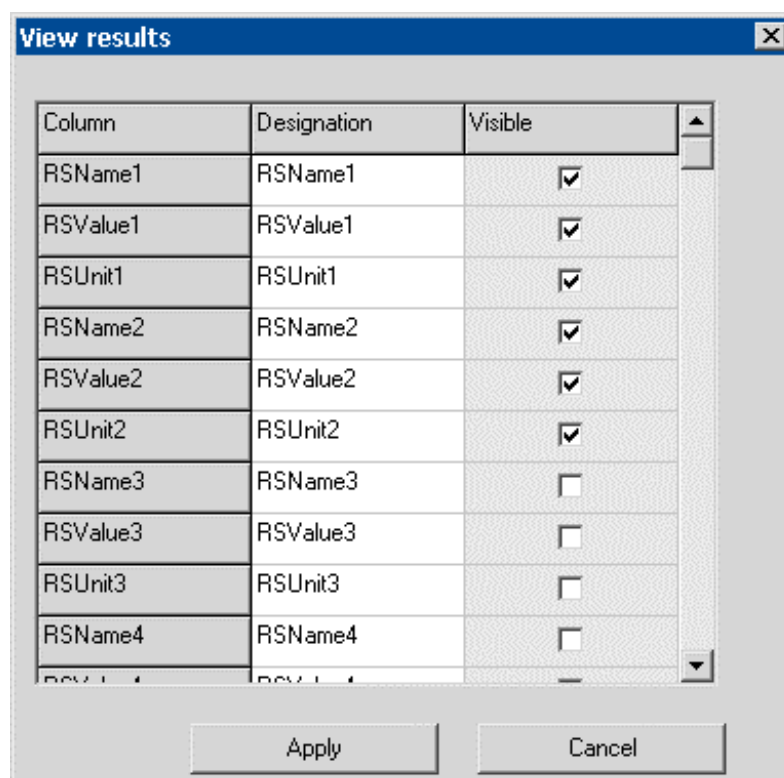 View results
Column Designation Visible
RSName1 RSName1
RSValue1 RSValue1
RSUnit1 RSUnit1
RSName2 RSName2
RSValue2 RSValue2
RSUnit2 RSUnit2
RSName3 RSName3
RSValue3 RSValue3
RSUnit3 RSUnit3
RSName4 RSName4
Apply Cancel